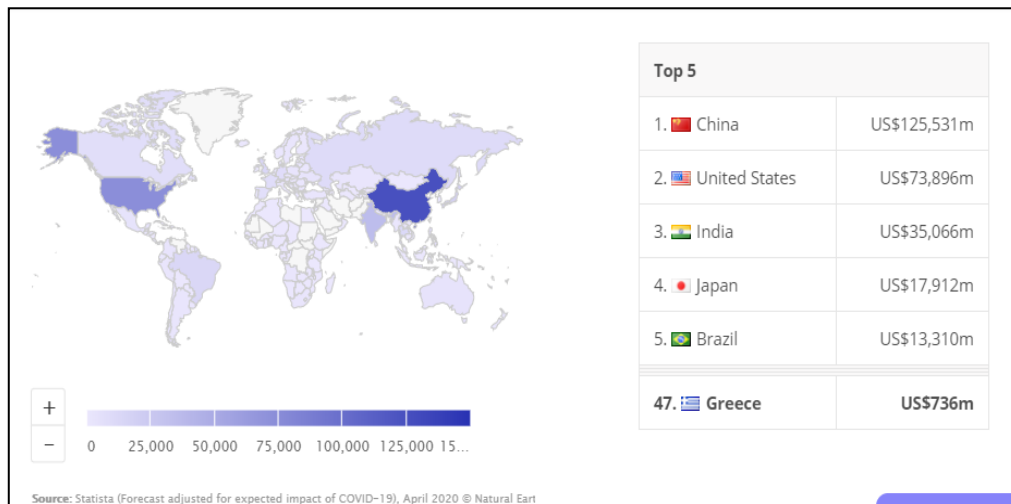 Top 5
1. China US$125,531m
2. United States US$73,896m
3. India US$35,066m
4. Japan US$17,912m
5. Brazil US$13,310m
47. Greece US$736m
+
−
0 25,000 50,000 75,000 100,000 125,000 15...
Source: Statista (Forecast adjusted for expected impact of COVID-19), April 2020 © Natural Eart